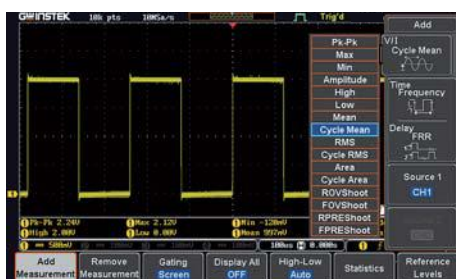 GWINSTEK 10k pts 10MSa/s Trig'd
Add
V/I
Cycle Mean
Time
Frequency
Delay
FRR
Source 1
CH1
Pk-Pk
Max
Min
Amplitude
High
Low
Mean
Cycle Mean
RMS
Cycle RMS
Area
Cycle Area
ROVShoot
FOVShoot
RPREShoot
FPREShoot
Pk-Pk 2.24V Max 2.12V Min -120mV
High 2.00V Low 0.00V Mean 997mV
500mV 100us 0.000s
Add Measurement
Remove Measurement
Gating
Screen
Display All
OFF
High-Low
Auto
Statistics
Reference Levels